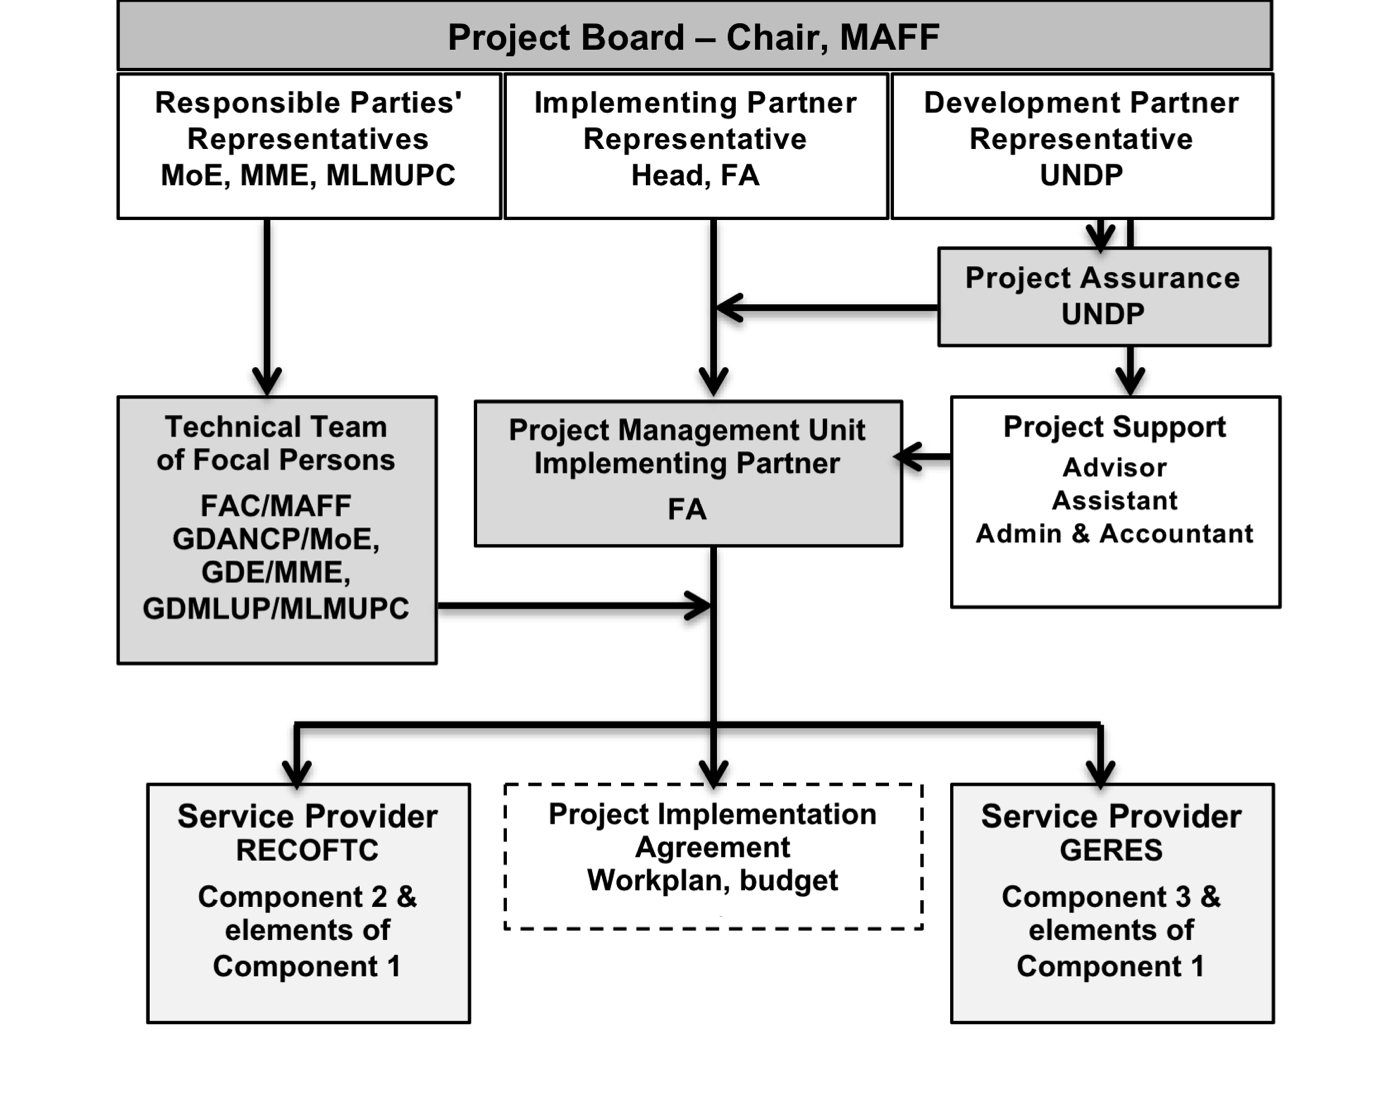 Project Board – Chair, MAFF
Responsible Parties'
Representatives
MoE, MME, MLMUPC
Implementing Partner
Representative
Head, FA
Development Partner
Representative
UNDP
Project Assurance
UNDP
Technical Team
of Focal Persons
FAC/MAFF
GDANCP/MoE,
GDE/MME,
GDMLUP/MLMUPC
Project Management Unit
Implementing Partner
FA
Project Support
Advisor
Assistant
Admin & Accountant
Service Provider
RECOFTC
Component 2 &
elements of
Component 1
Project Implementation
Agreement
Workplan, budget
Service Provider
GERES
Component 3 &
elements of
Component 1